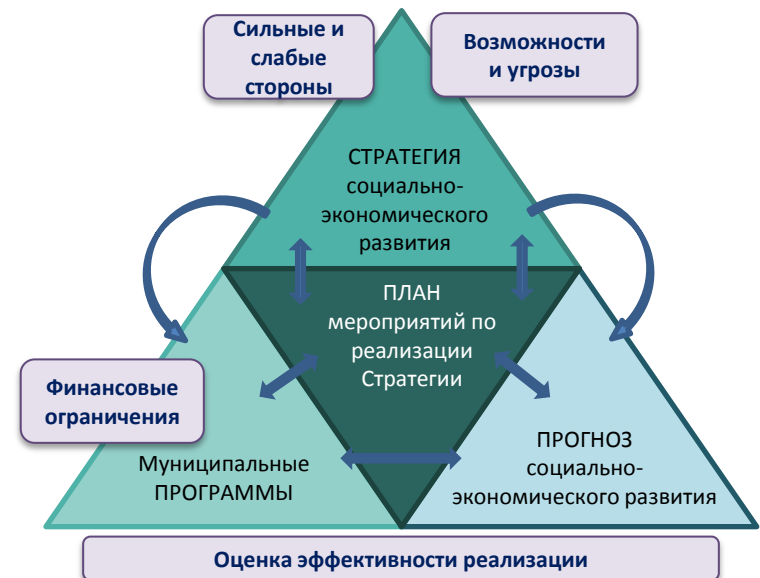 Сильные и
слабые
стороны
Возможности
и угрозы
СТРАТЕГИЯ
социально-
экономического
развития
ПЛАН
мероприятий по
реализации
Стратегии
Финансовые
ограничения
Муниципальные
ПРОГРАММЫ
ПРОГНОЗ
социально-
экономического развития
Оценка эффективности реализации